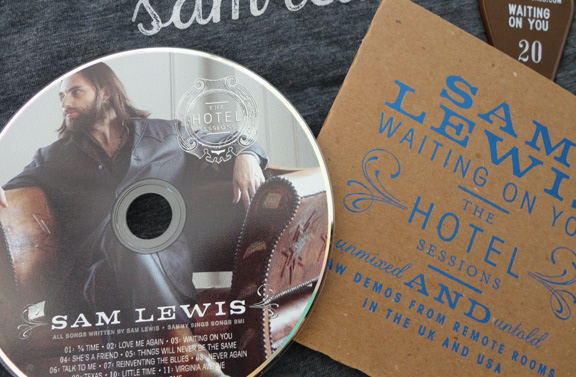 sam
WAITING
ON YOU
20
THE
HOTEL
SESSIONS
SAM LEWIS
ALL SONGS WRITTEN BY SAM LEWIS • SAMMY SINGS SONGS BMI
01: ¾ TIME • 02: LOVE ME AGAIN • 03: WAITING ON YOU
04: SHE'S A FRIEND • 05: THINGS WILL NEVER BE THE SAME
06: TALK TO ME • 07: REINVENTING THE BLUES • 08: NEVER AGAIN
TEXAS • 10: LITTLE TIME • 11: VIRGINIA AVENUE
SAM
LEWIS
WAITING ON YO
THE
HOTEL
SESSIONS
unmixed AND untold
AW DEMOS FROM REMOTE ROOMS
IN THE UK AND USA